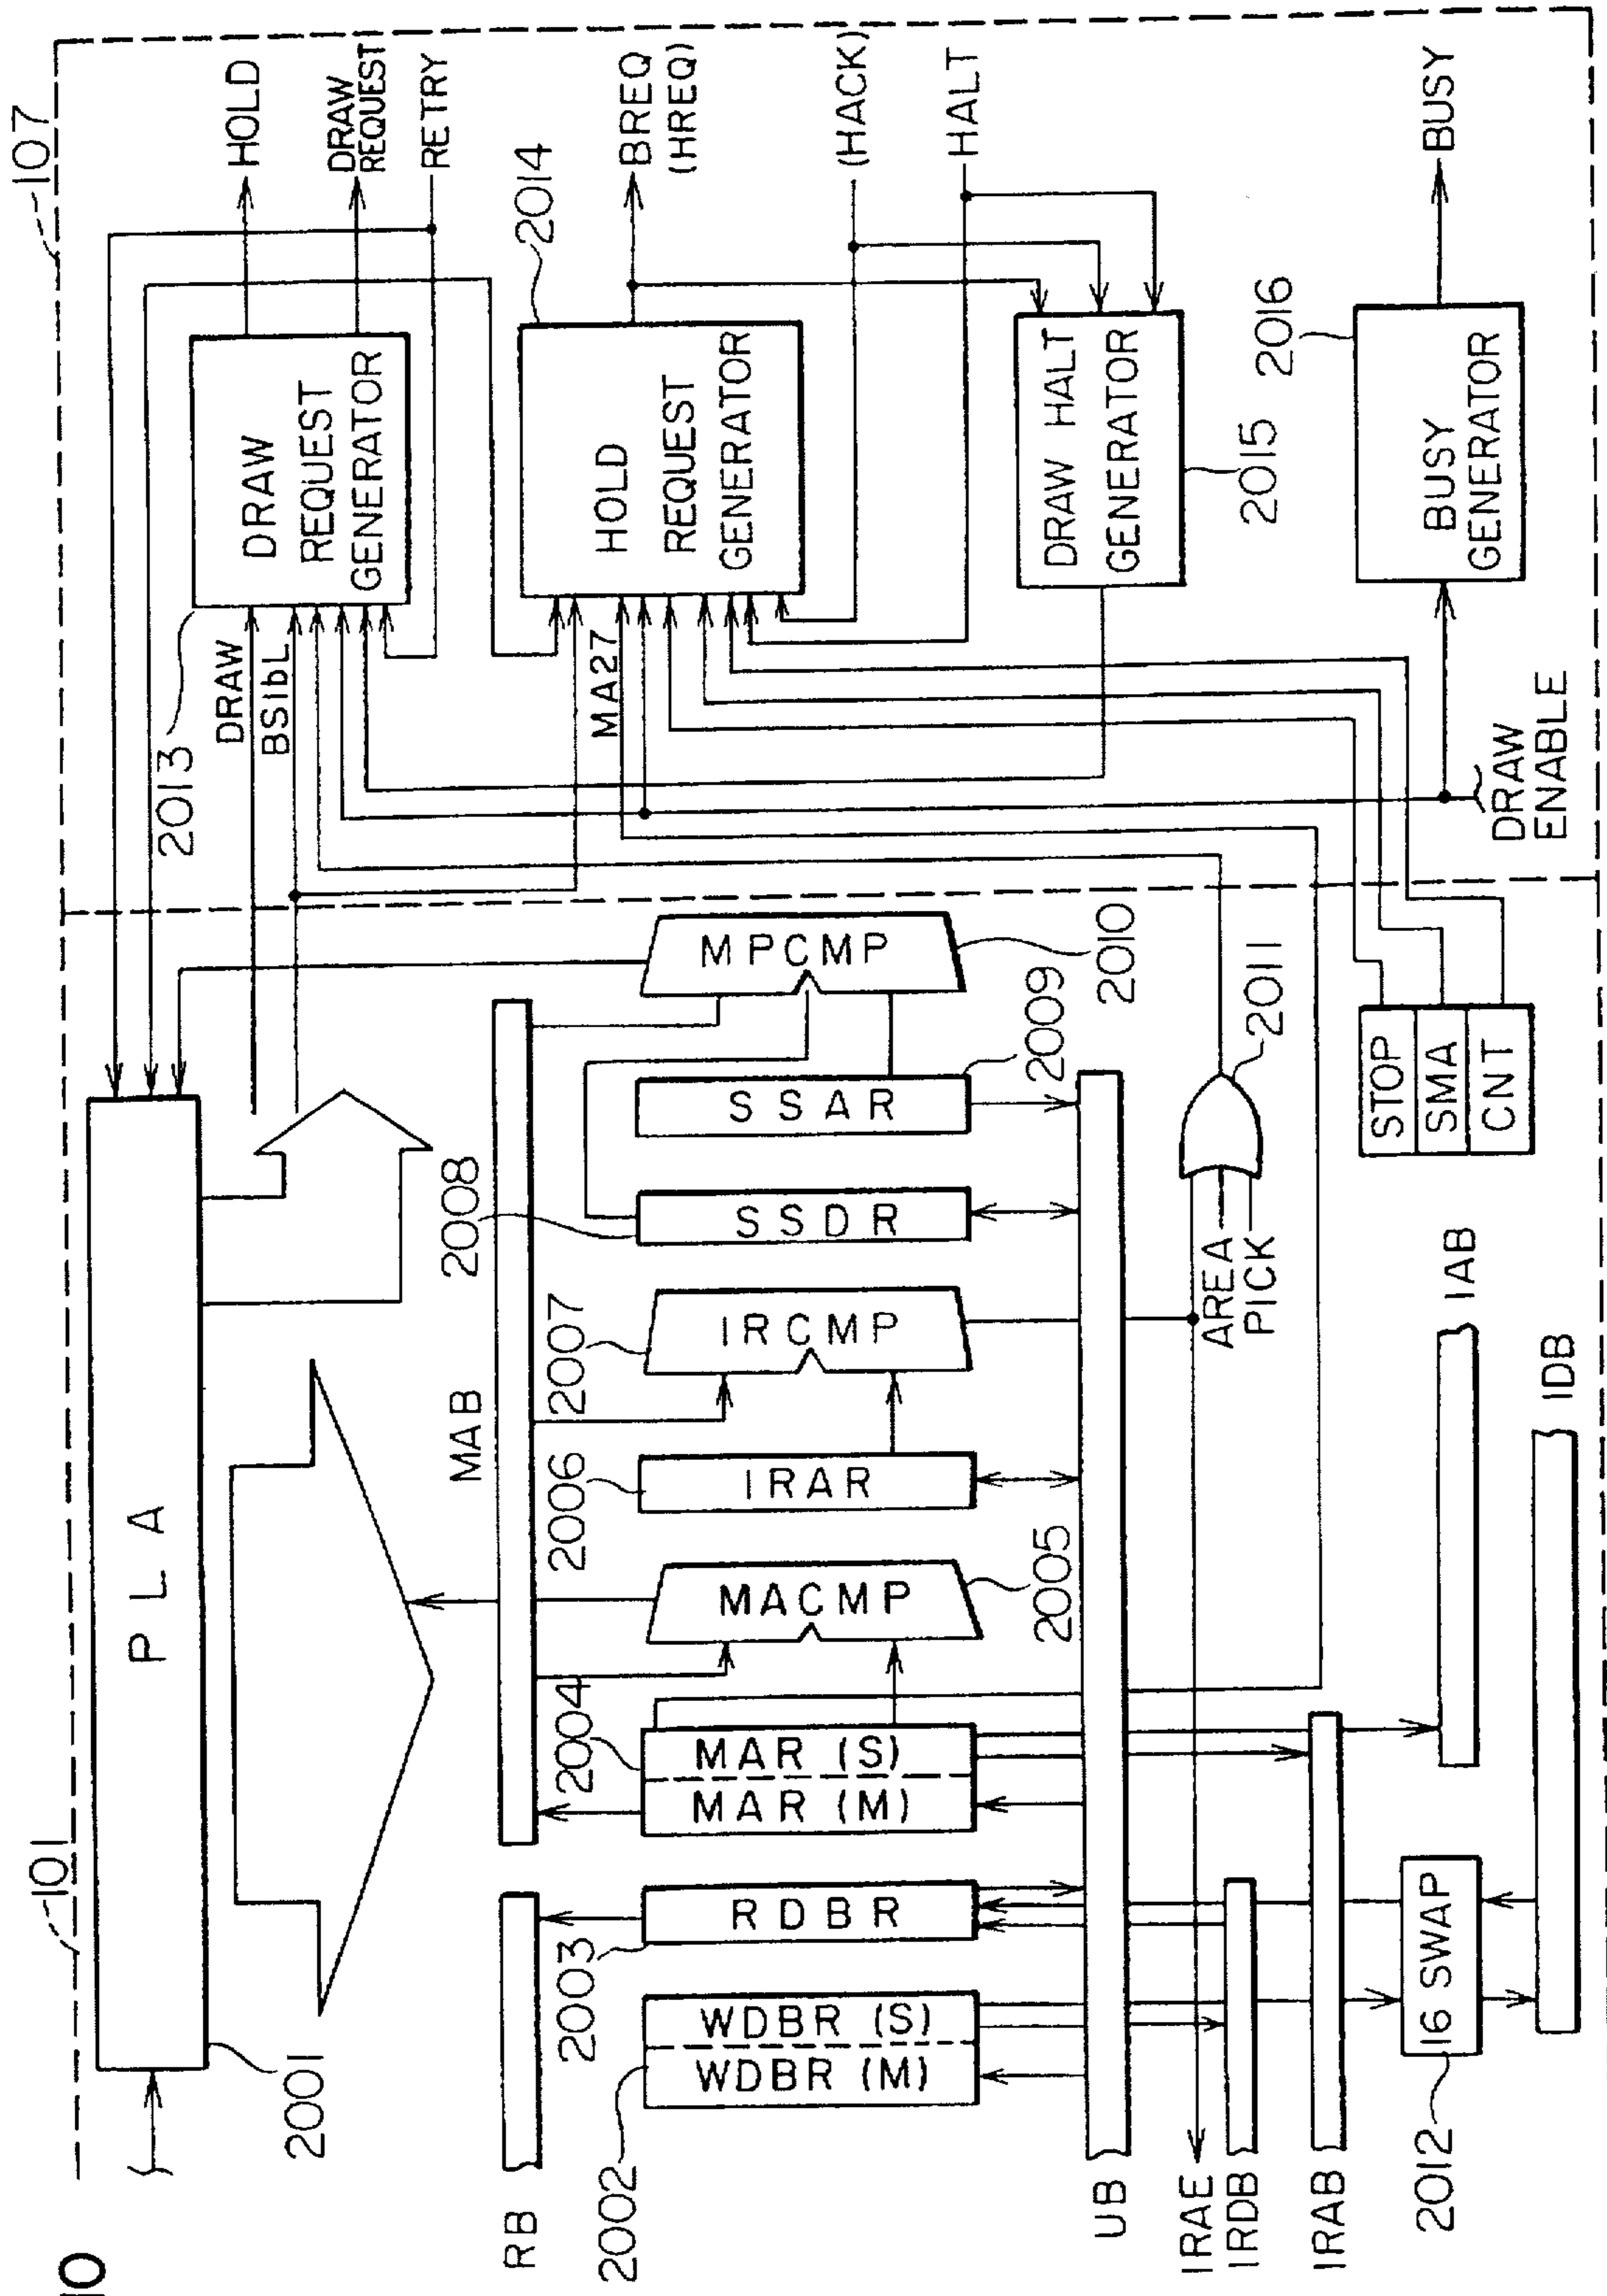 10
101
107
2001
PLA
2013
DRAW
BS1bL
DRAW
REQUEST
GENERATOR
HOLD
DRAW
REQUEST
RETRY
RB
MAB
MA27
HOLD
REQUEST
GENERATOR
2014
BREQ
(HREQ)
2002
WDBR (S)
WDBR (M)
2003
RDBR
2004
MAR (S)
MAR (M)
MACMP
2005
2006
IRAR
2007
IRCMP
2008
SSDR
SSAR
2009
MPCMP
2010
(HACK)
HALT
DRAW HALT
GENERATOR
2015
UB
IRAE
IRDB
IRAB
AREA
PICK
2011
2012
16 SWAP
IAB
IDB
STOP
SMA
CNT
DRAW
ENABLE
BUSY
GENERATOR
2016
BUSY